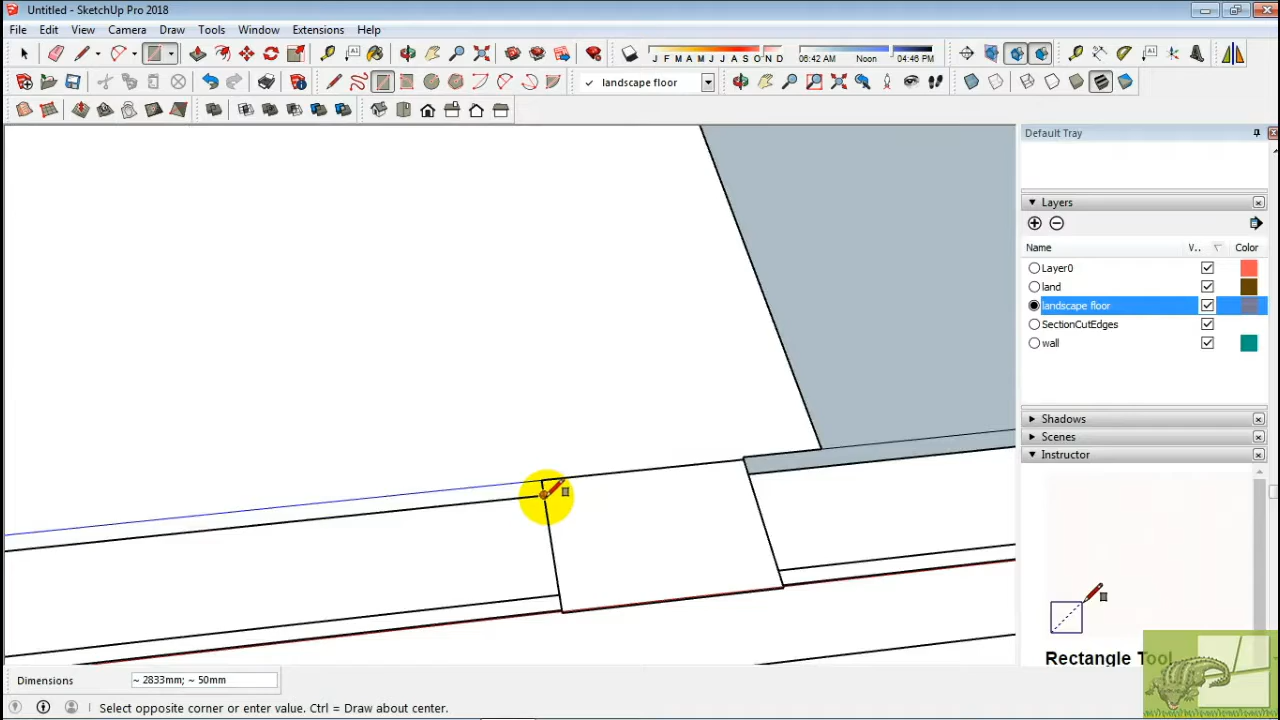 Untitled - SketchUp Pro 2018
File Edit View Camera Draw Tools Window Extensions Help
J F M A M J J A S O N D
06:42 AM Noon 04:46 PM
✓ landscape floor
Default Tray
Layers
Name V.. Color
Layer0
land
landscape floor
SectionCutEdges
wall
Shadows
Scenes
Instructor
Rectangle Tool
Dimensions ~ 2833mm; ~ 50mm
Select opposite corner or enter value. Ctrl = Draw about center.